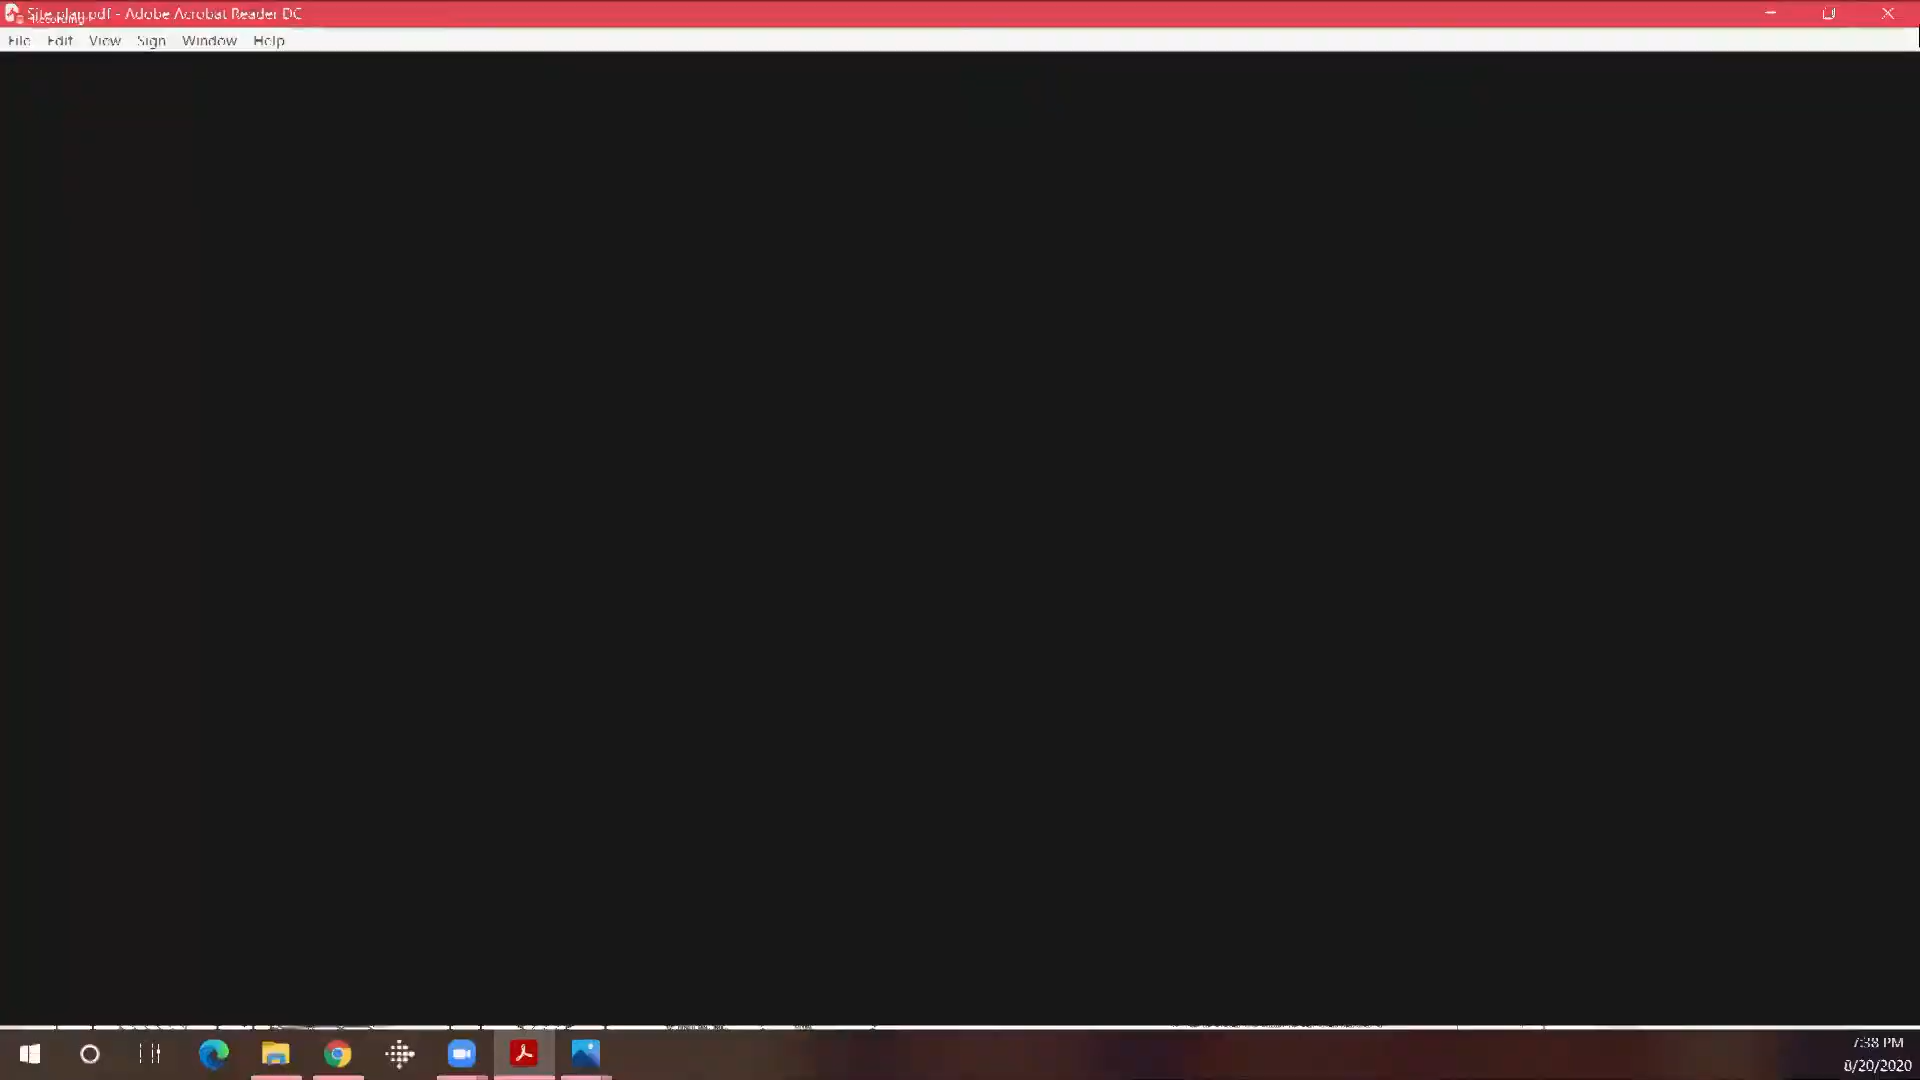 Site plan.pdf - Adobe Acrobat Reader DC
Recording
File Edit View Sign Window Help
7:38 PM
8/20/2020